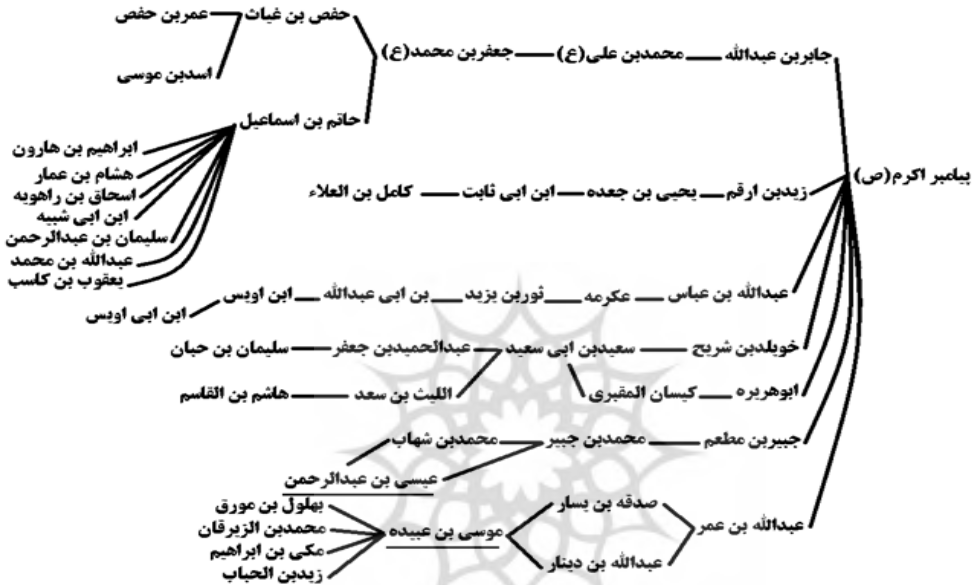 حفص بن غیاث عمربن حفص
جابربن عبدالله محمدبن علی(ع) جعفربن محمد(ع)
اسدبن موسی
حاتم بن اسماعیل
ابراهیم بن هارون
هشام بن عمار
پیامبر اکرم(ص)
زیدبن ارقم یحیی بن جعده ابن ابی ثابت کامل بن العلاء
اسحاق بن راهویه
ابن ابی شبیه
سلیمان بن عبدالرحمن
عبدالله بن محمد
یعقوب بن کاسب
عبدالله بن عباس عکرمه ثوربن یزید بن ابی عبدالله ابن اویس
ابن ابی اویس
خویلدبن شریح سعیدبن ابی سعید عبدالحمیدبن جعفر سلیمان بن حبان
ابوهریره کیسان المقبری اللیث بن سعد هاشم بن القاسم
جبیربن مطعم محمدبن جبیر محمدبن شهاب
عیسی بن عبدالرحمن
صدقه بن یسار
بهلول بن مورق
عبدالله بن عمر موسی بن عبیده محمدبن الزیرقان
مکی بن ابراهیم
عبدالله بن دینار
زیدبن الحباب